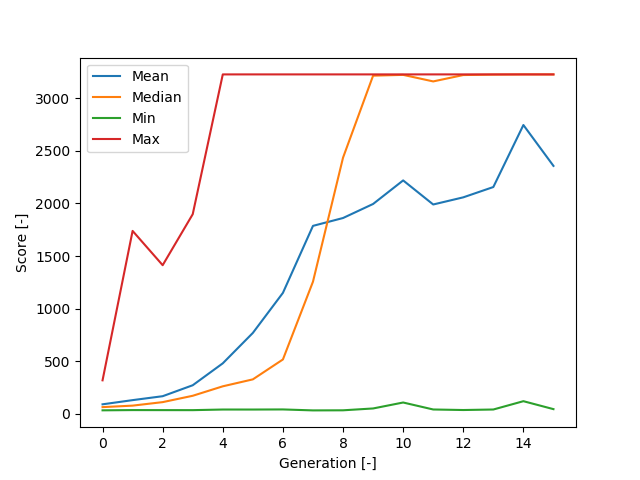 Mean
Median
Min
Max
3000
2500
2000
1500
1000
500
0
Score [-]
0 2 4 6 8 10 12 14
Generation [-]